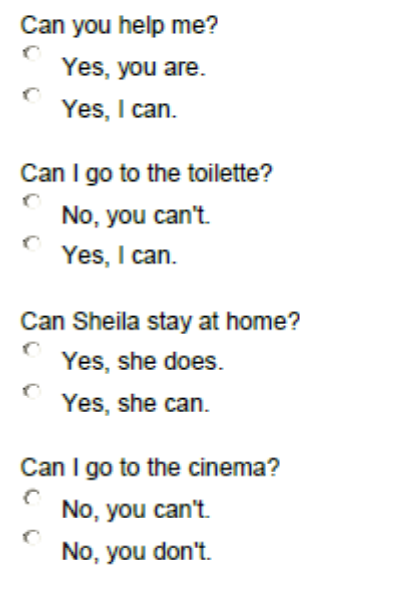 Can you help me?
Yes, you are.
Yes, I can.
Can I go to the toilette?
No, you can't.
Yes, I can.
Can Sheila stay at home?
Yes, she does.
Yes, she can.
Can I go to the cinema?
No, you can't.
No, you don't.